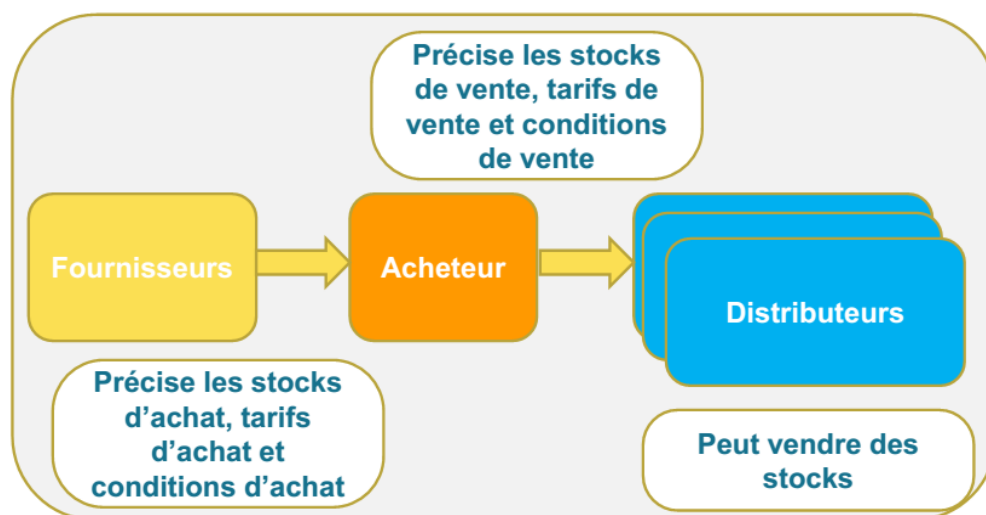 Précise les stocks
de vente, tarifs de
vente et conditions
de vente
Fournisseurs
Acheteur
Distributeurs
Précise les stocks
d’achat, tarifs
d’achat et
conditions d’achat
Peut vendre des
stocks